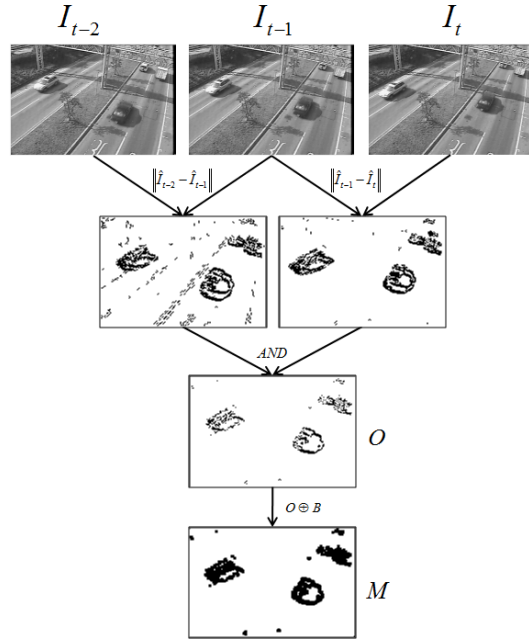 I_{t-2} I_{t-1} I_t
‖Î_{t-2} − Î_{t-1}‖ ‖Î_{t-1} − Î_t‖
AND
O
O ⊕ B
M